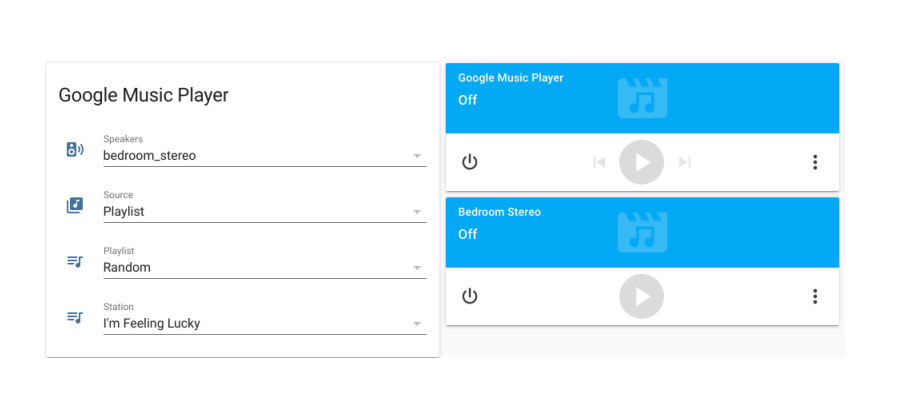 Google Music Player
Speakers
bedroom_stereo
Source
Playlist
Playlist
Random
Station
I'm Feeling Lucky
Google Music Player
Off
Bedroom Stereo
Off